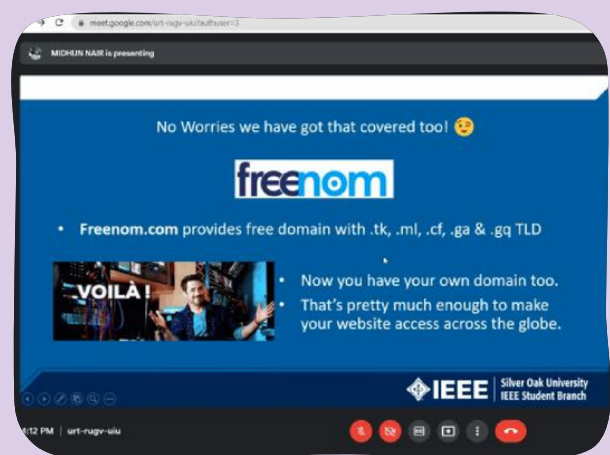 meet.google.com/urt-rugv-uiu?authuser=3
MIDHUN NAIR is presenting
No Worries we have got that covered too! 😉
freenom
• Freenom.com provides free domain with .tk, .ml, .cf, .ga & .gq TLD
VOILÀ !
• Now you have your own domain too.
• That's pretty much enough to make
your website access across the globe.
IEEE
Silver Oak University
IEEE Student Branch
:12 PM | urt-rugv-uiu